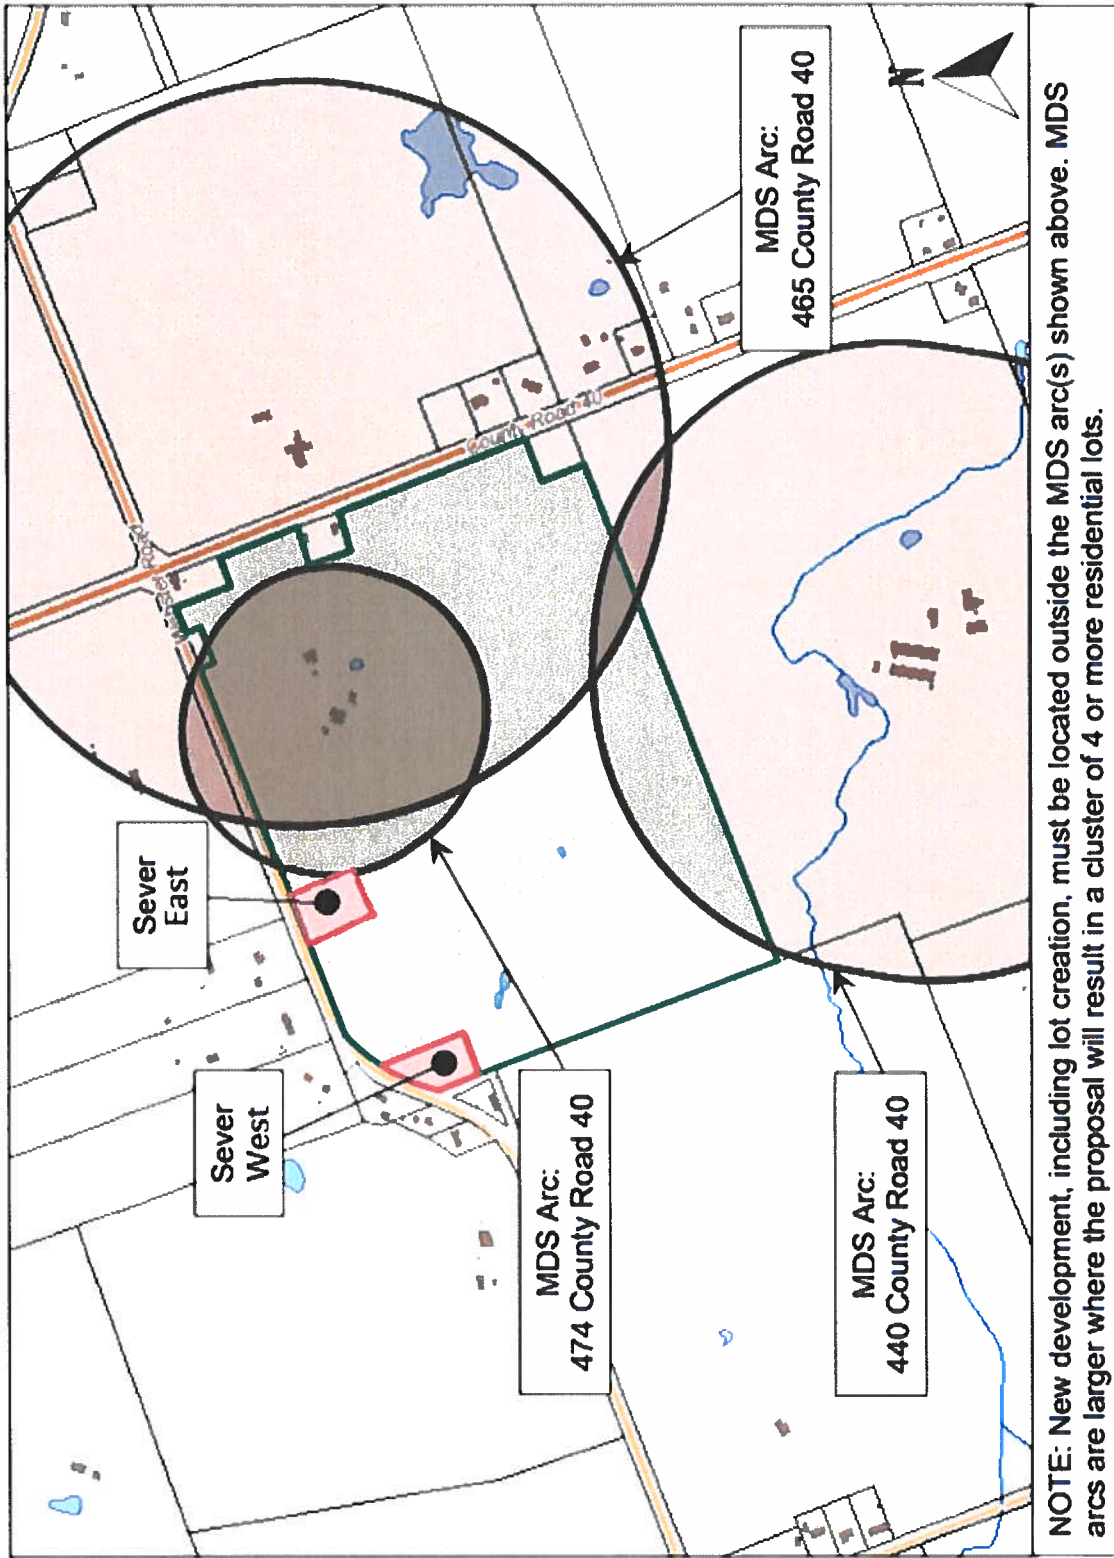 N
Sever
East
Sever
West
County Road 40
MDS Arc:
465 County Road 40
MDS Arc:
474 County Road 40
MDS Arc:
440 County Road 40
NOTE: New development, including lot creation, must be located outside the MDS arc(s) shown above. MDS
arcs are larger where the proposal will result in a cluster of 4 or more residential lots.